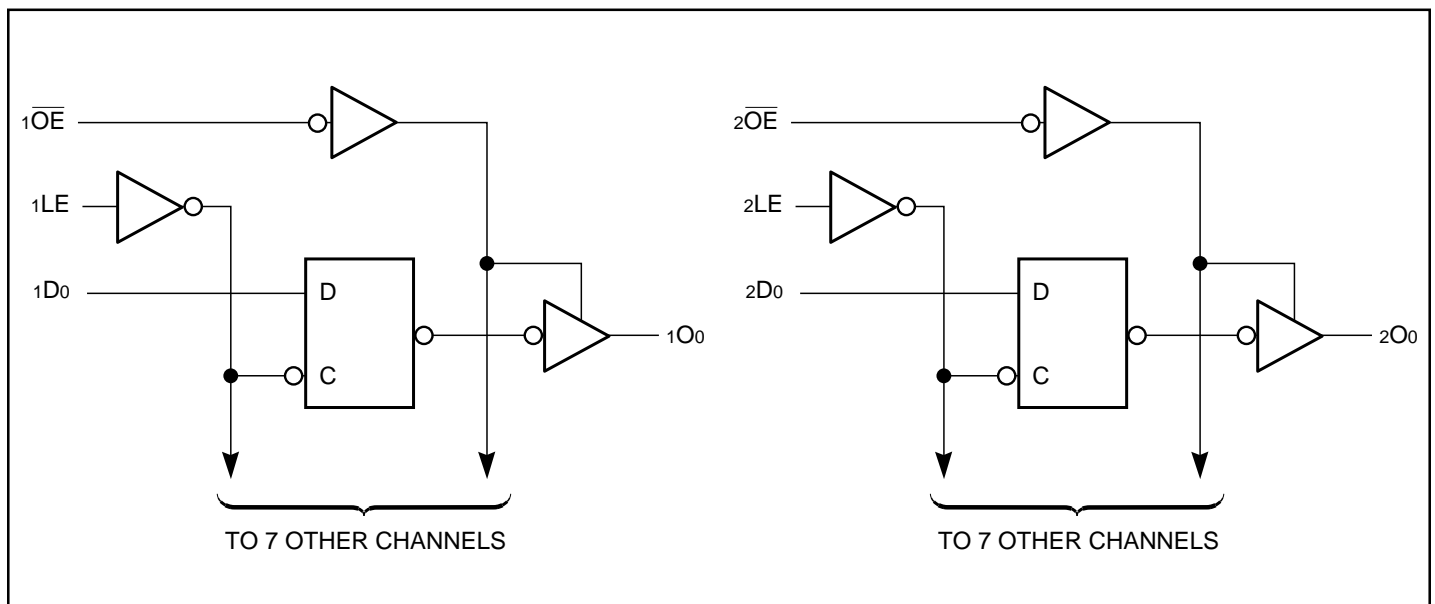 1OE
1LE
1D0
D
C
1O0
TO 7 OTHER CHANNELS
2OE
2LE
2D0
D
C
2O0
TO 7 OTHER CHANNELS